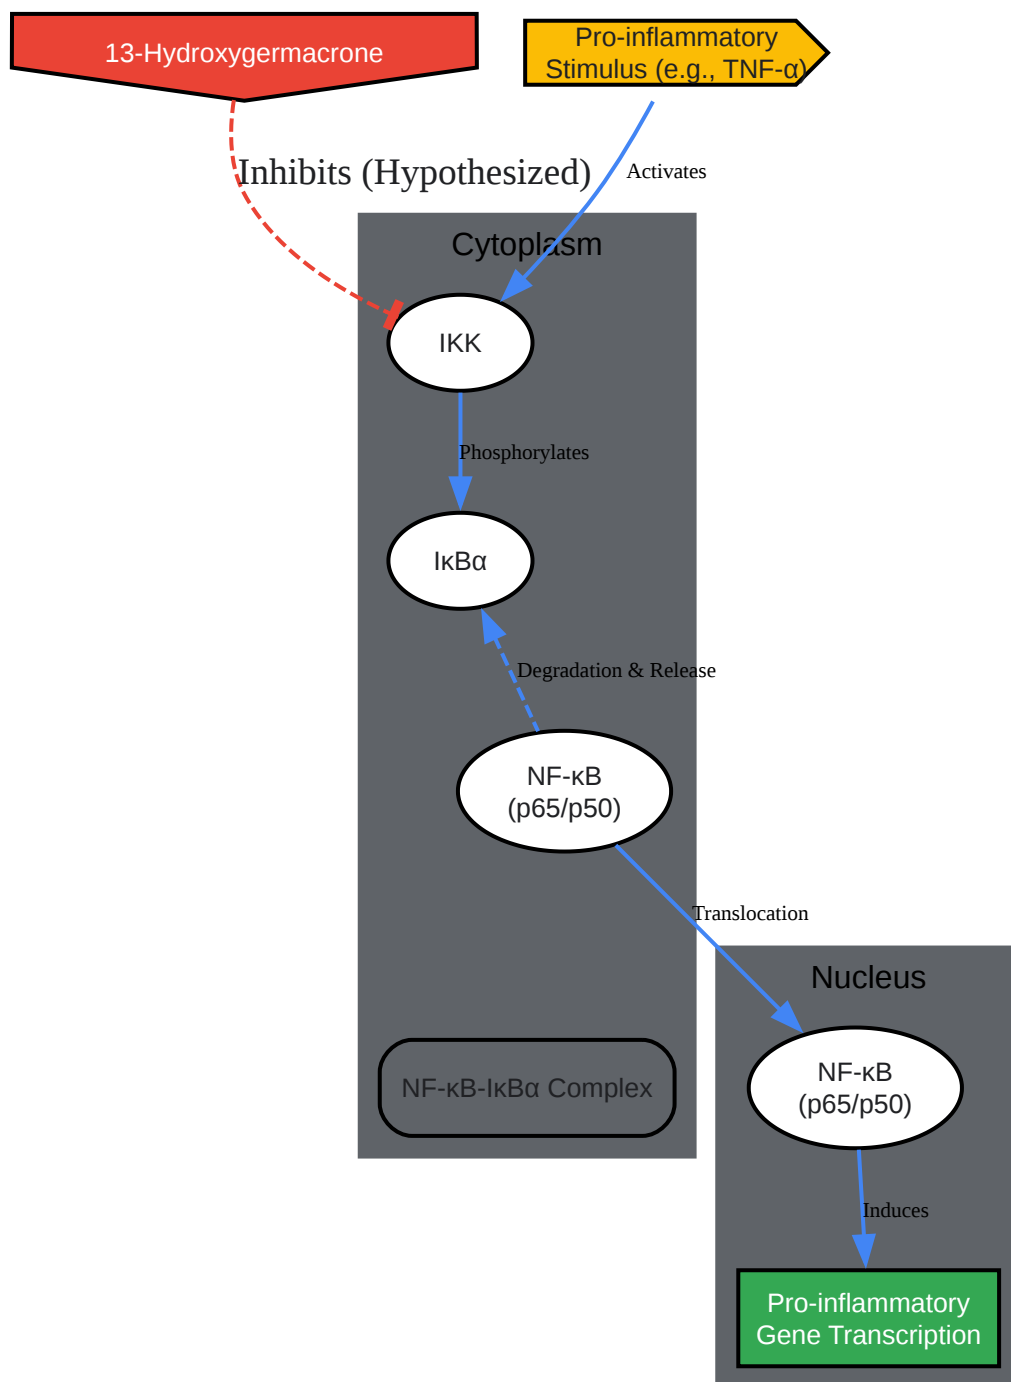 13-Hydroxygermacrone
Pro-inflammatory
Stimulus (e.g., TNF-α)
Inhibits (Hypothesized)
Activates
Cytoplasm
IKK
Phosphorylates
IκBα
Degradation & Release
NF-κB
(p65/p50)
Translocation
Nucleus
NF-κB
(p65/p50)
NF-κB-IκBα Complex
Induces
Pro-inflammatory
Gene Transcription